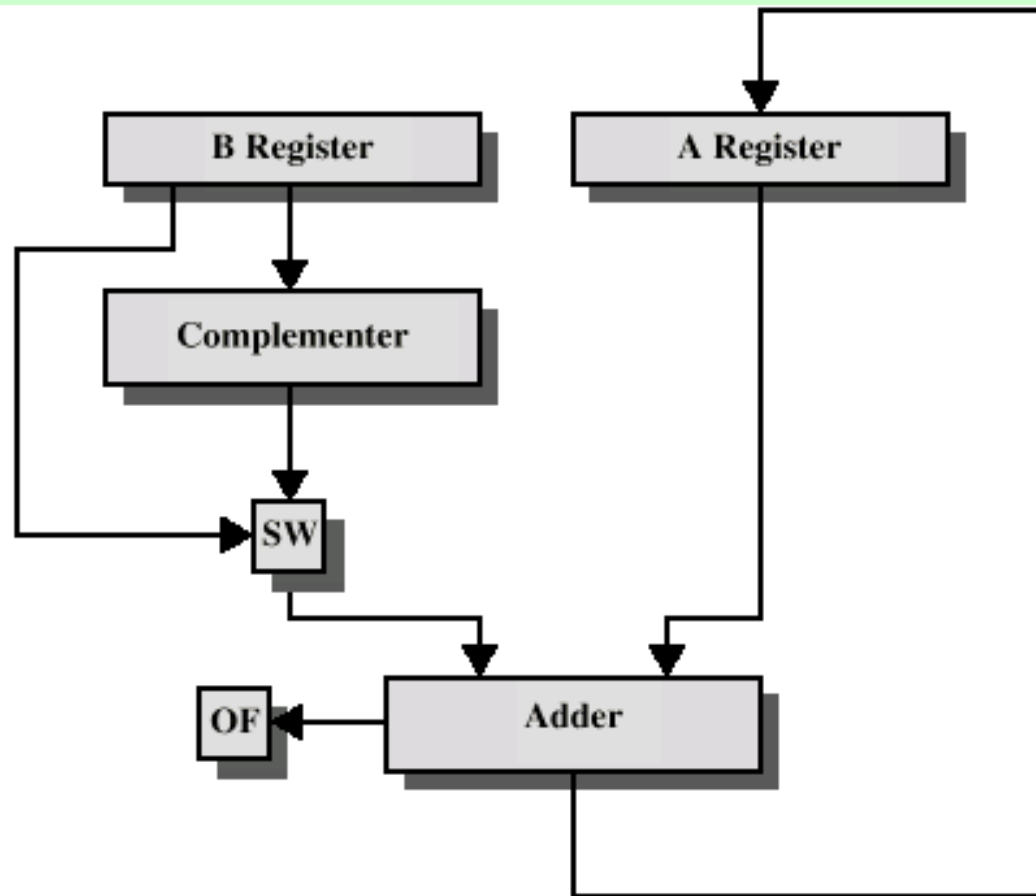 B Register
A Register
Complementer
SW
OF
Adder